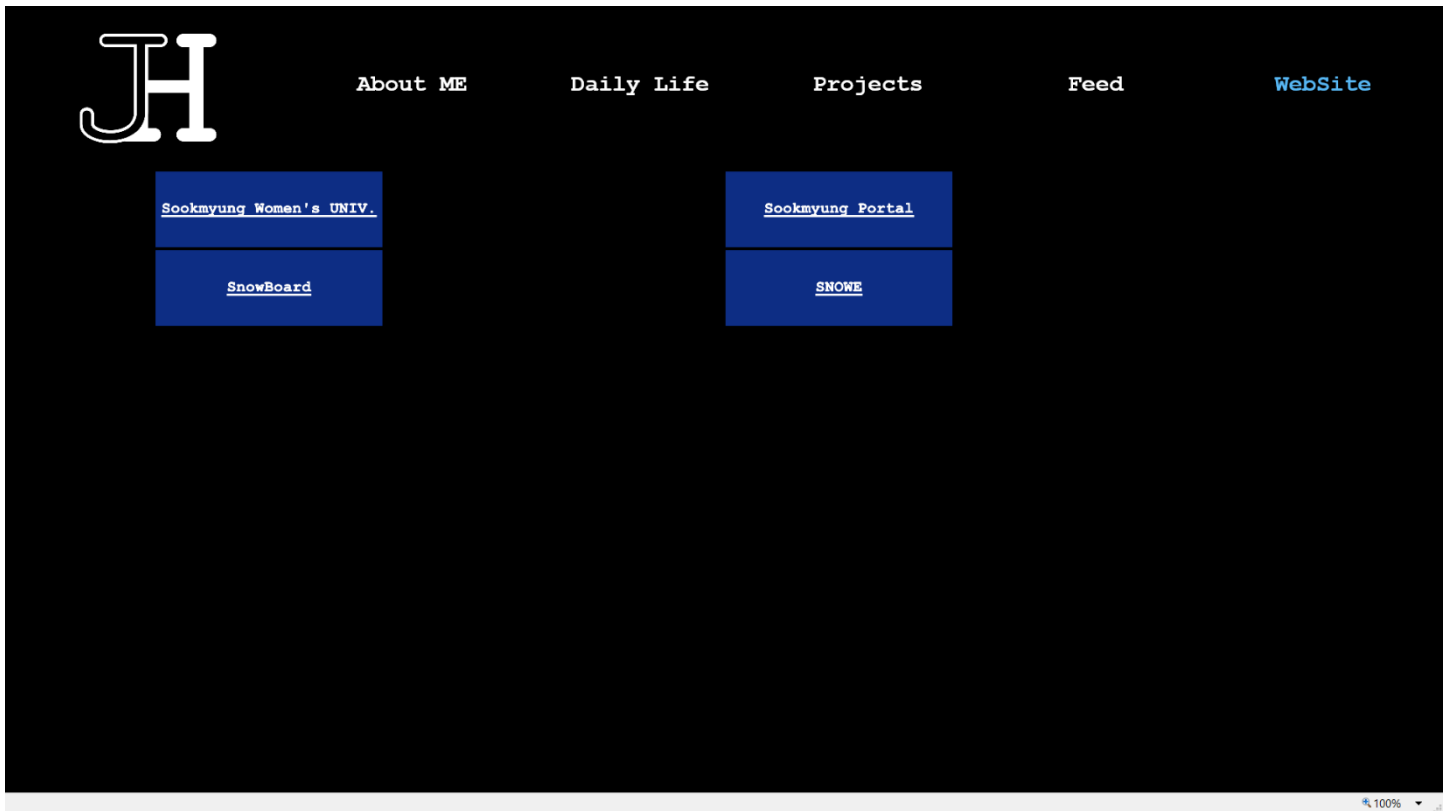 JH
About ME Daily Life Projects Feed WebSite
Sookmyung Women's UNIV. Sookmyung Portal
SnowBoard SNOWE
100%